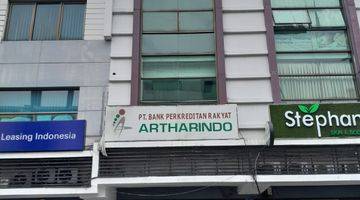 Leasing Indonesia
PT. BANK PERKREDITAN RAKYAT
ARTHARINDO
Stephan